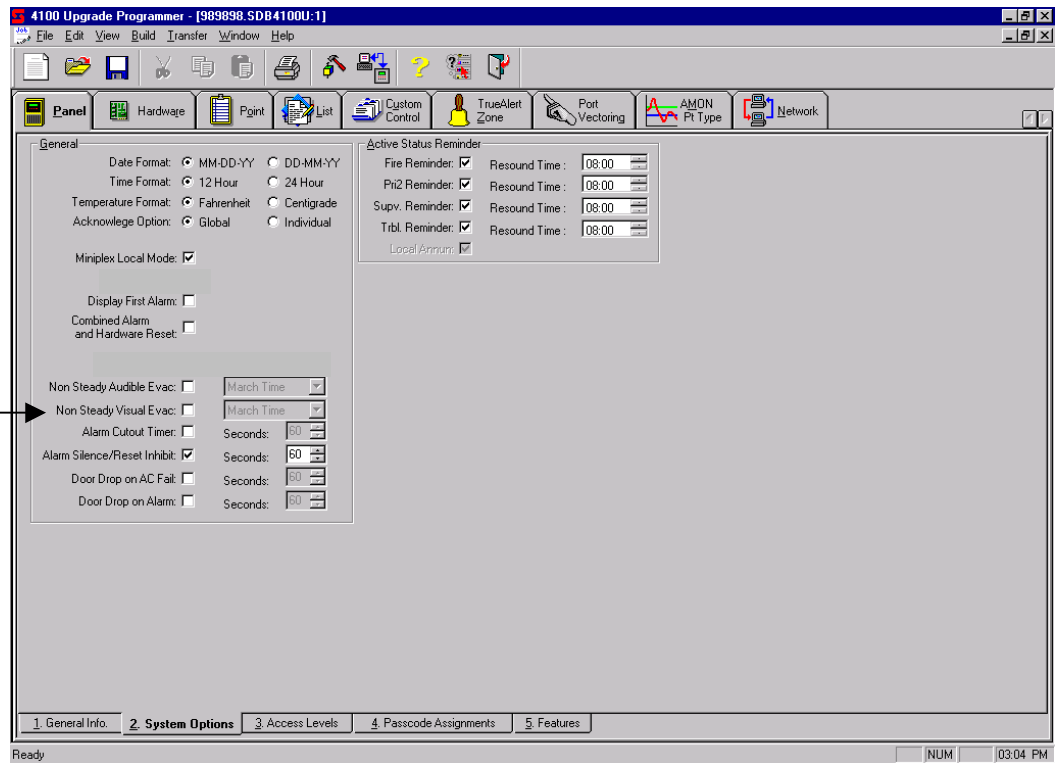 4100 Upgrade Programmer - [989898.SDB4100U:1]
File Edit View Build Transfer Window Help
Panel Hardware Point List Custom Control TrueAlert Zone Port Vectoring AMON Pt Type Network
General
Date Format: MM-DD-YY DD-MM-YY
Time Format: 12 Hour 24 Hour
Temperature Format: Fahrenheit Centigrade
Acknowlege Option: Global Individual
Miniplex Local Mode:
Display First Alarm:
Combined Alarm
and Hardware Reset:
Non Steady Audible Evac: March Time
Non Steady Visual Evac: March Time
Alarm Cutout Timer: Seconds: 60
Alarm Silence/Reset Inhibit: Seconds: 60
Door Drop on AC Fail: Seconds: 60
Door Drop on Alarm: Seconds: 60
Active Status Reminder
Fire Reminder: Resound Time : 08:00
Pri2 Reminder: Resound Time : 08:00
Supv. Reminder: Resound Time : 08:00
Trbl. Reminder: Resound Time : 08:00
Local Annun:
1. General Info. 2. System Options 3. Access Levels 4. Passcode Assignments 5. Features
Ready NUM 03:04 PM